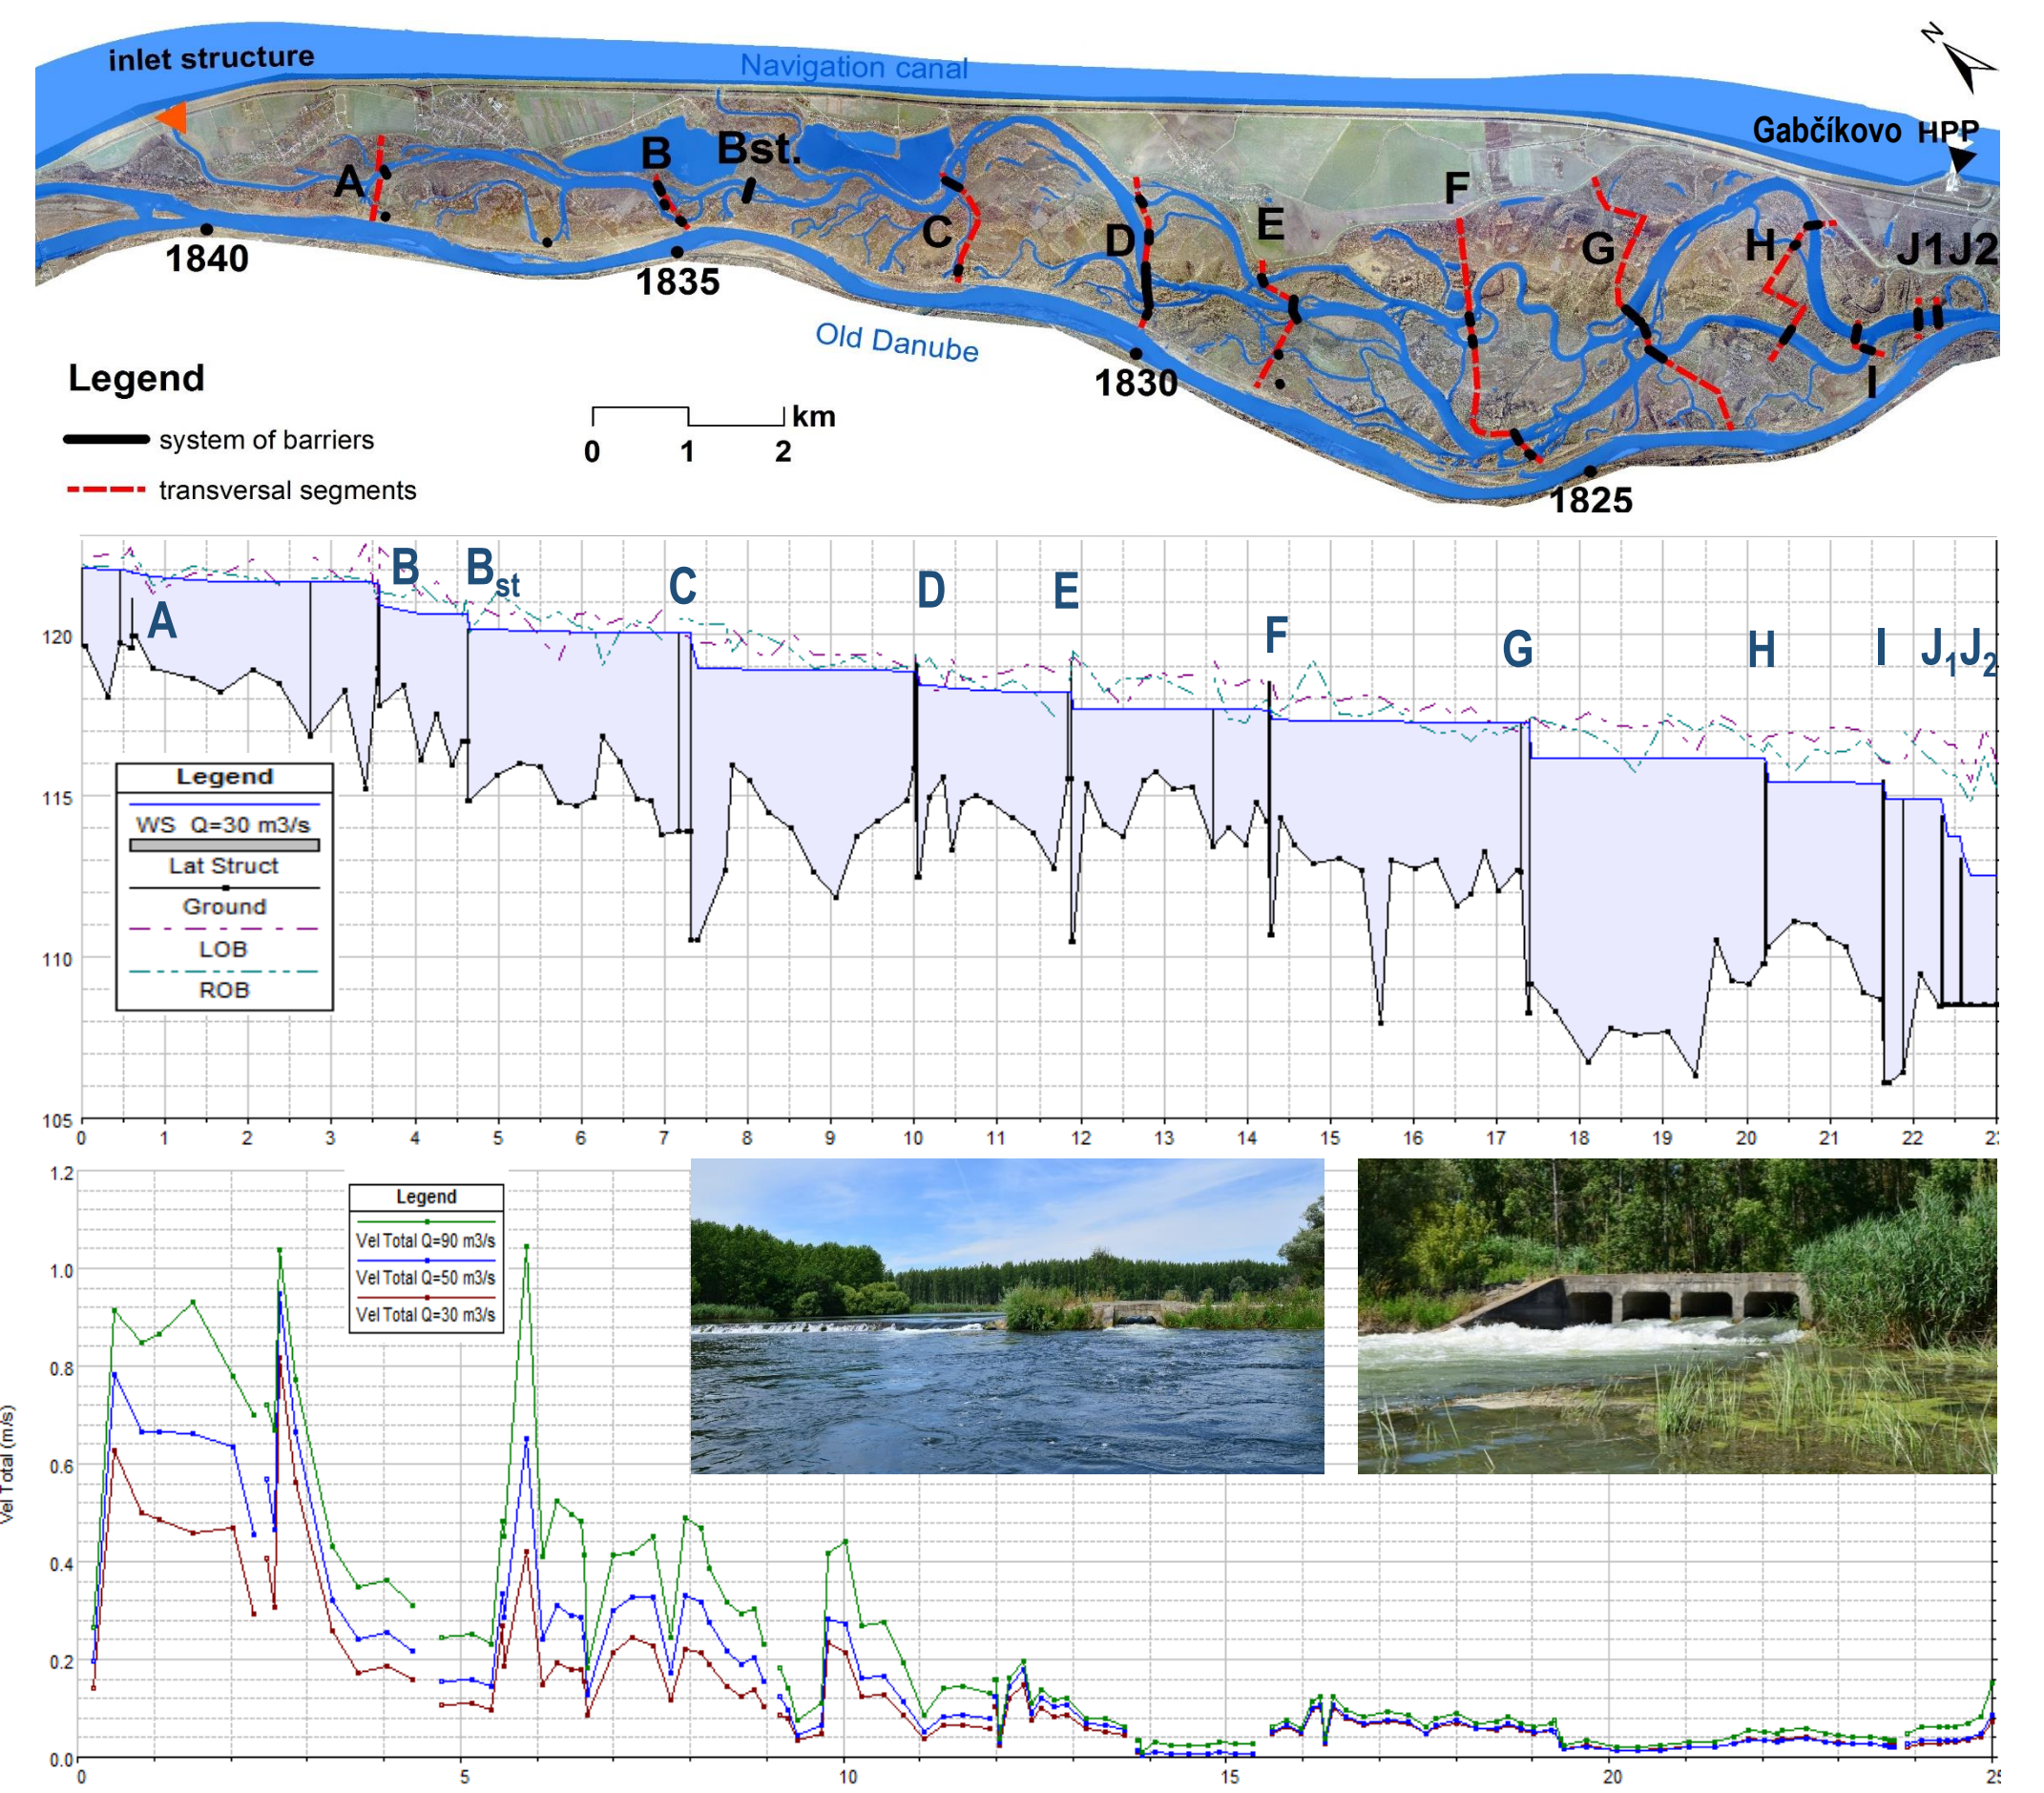 inlet structure
Navigation canal
N
Gabčíkovo HPP
A
B
Bst.
C
D
E
F
G
H
I
J1J2
1840
1835
1830
1825
Old Danube
Legend
system of barriers
transversal segments
km
0 1 2
A
B
Bst
C
D
E
F
G
H
I
J1J2
120
115
110
105
Legend
WS Q=30 m3/s
Lat Struct
Ground
LOB
ROB
0 1 2 3 4 5 6 7 8 9 10 11 12 13 14 15 16 17 18 19 20 21 22
1.2
1.0
0.8
0.6
0.4
0.2
0.0
Vel Total (m/s)
Legend
Vel Total Q=90 m3/s
Vel Total Q=50 m3/s
Vel Total Q=30 m3/s
0 5 10 15 20